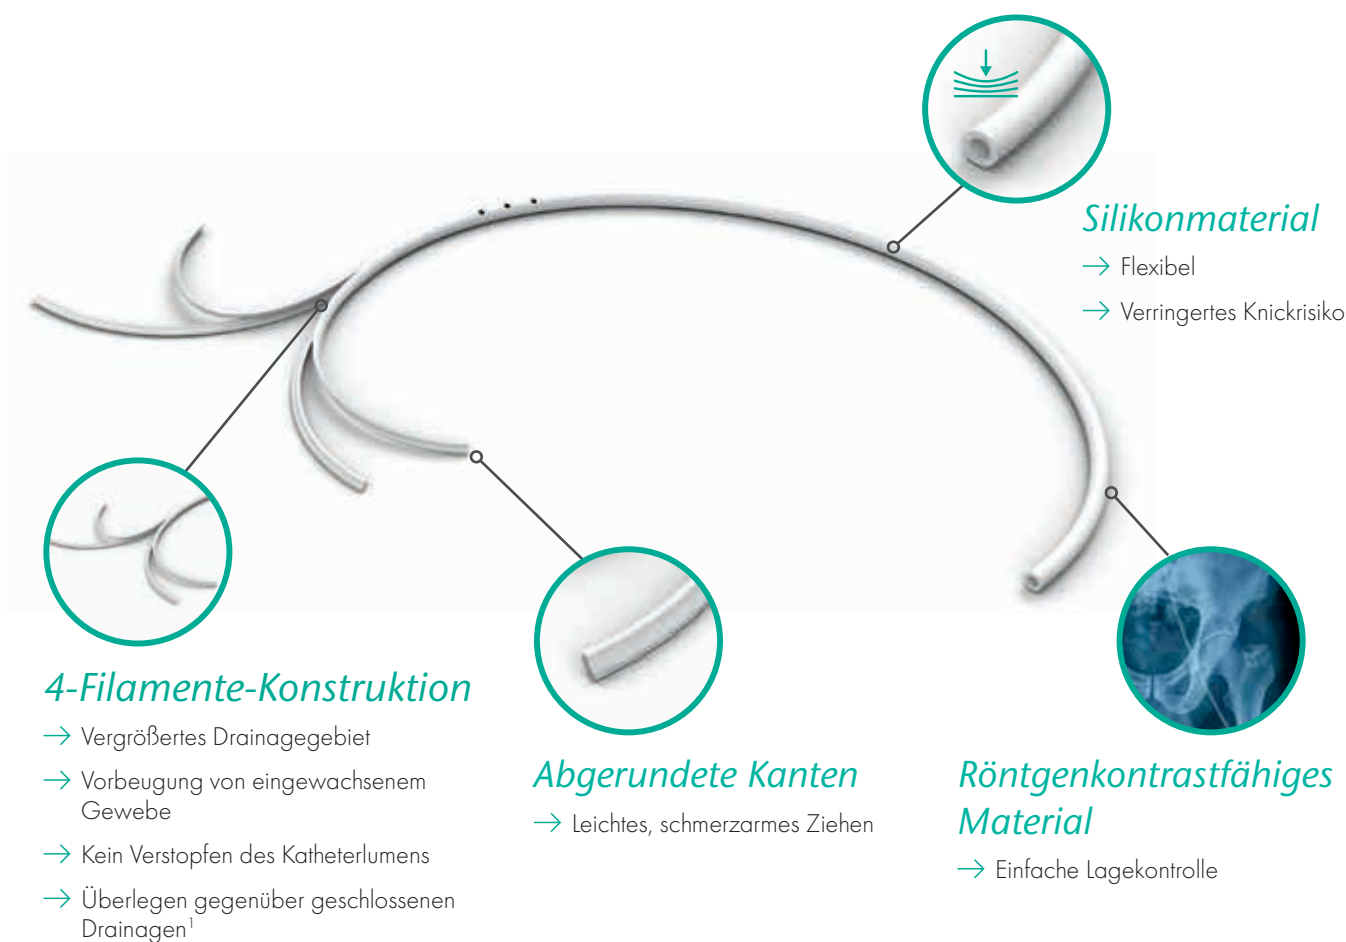 Silikonmaterial
→ Flexibel
→ Verringertes Knickrisiko
4-Filamente-Konstruktion
→ Vergrößertes Drainagegebiet
→ Vorbeugung von eingewachsenem
Gewebe
→ Kein Verstopfen des Katheterlumens
→ Überlegen gegenüber geschlossenen
Drainagen¹
Abgerundete Kanten
→ Leichtes, schmerzarmes Ziehen
Röntgenkontrastfähiges
Material
→ Einfache Lagekontrolle